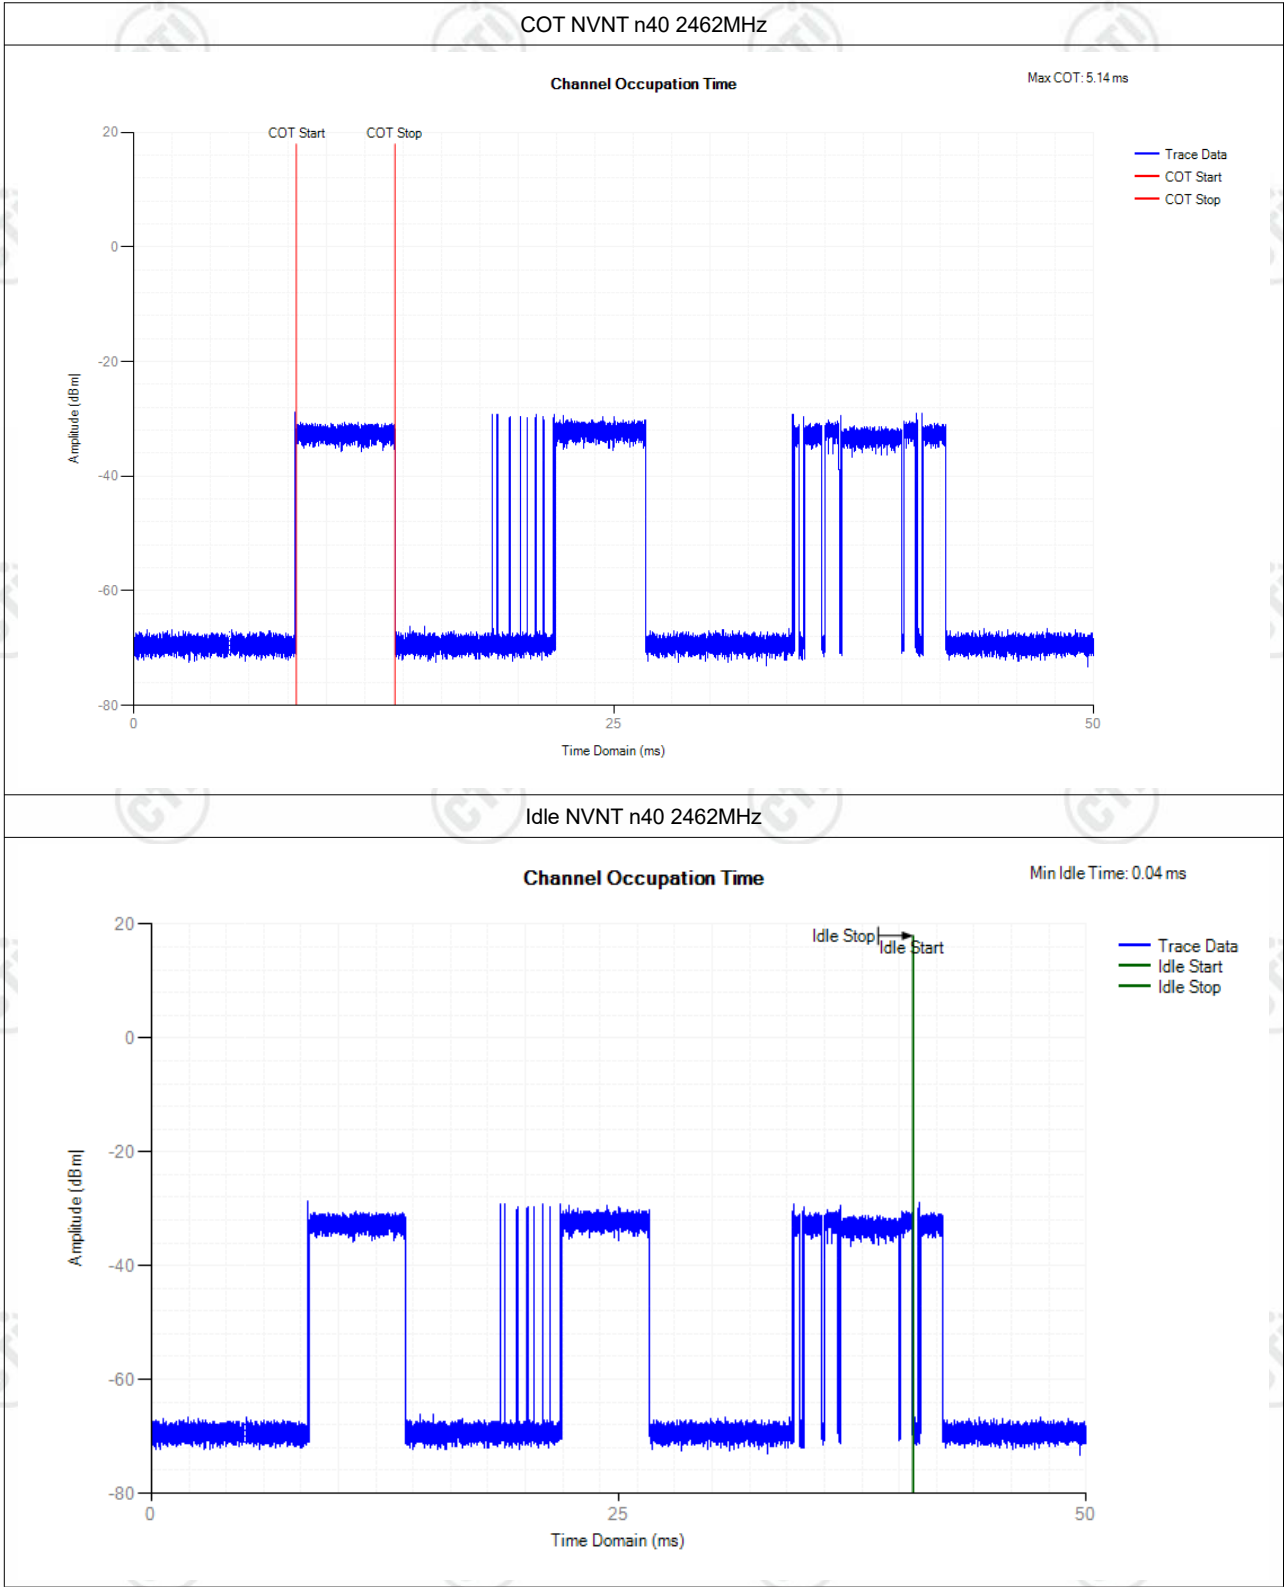 COT NVNT n40 2462MHz
Channel Occupation Time
Max COT: 5.14 ms
COT Start
COT Stop
Trace Data
COT Start
COT Stop
20
0
-20
-40
-60
-80
Amplitude (dBm)
0
25
50
Time Domain (ms)
Idle NVNT n40 2462MHz
Channel Occupation Time
Min Idle Time: 0.04 ms
Idle Stop
Idle Start
Trace Data
Idle Start
Idle Stop
20
0
-20
-40
-60
-80
Amplitude (dBm)
0
25
50
Time Domain (ms)